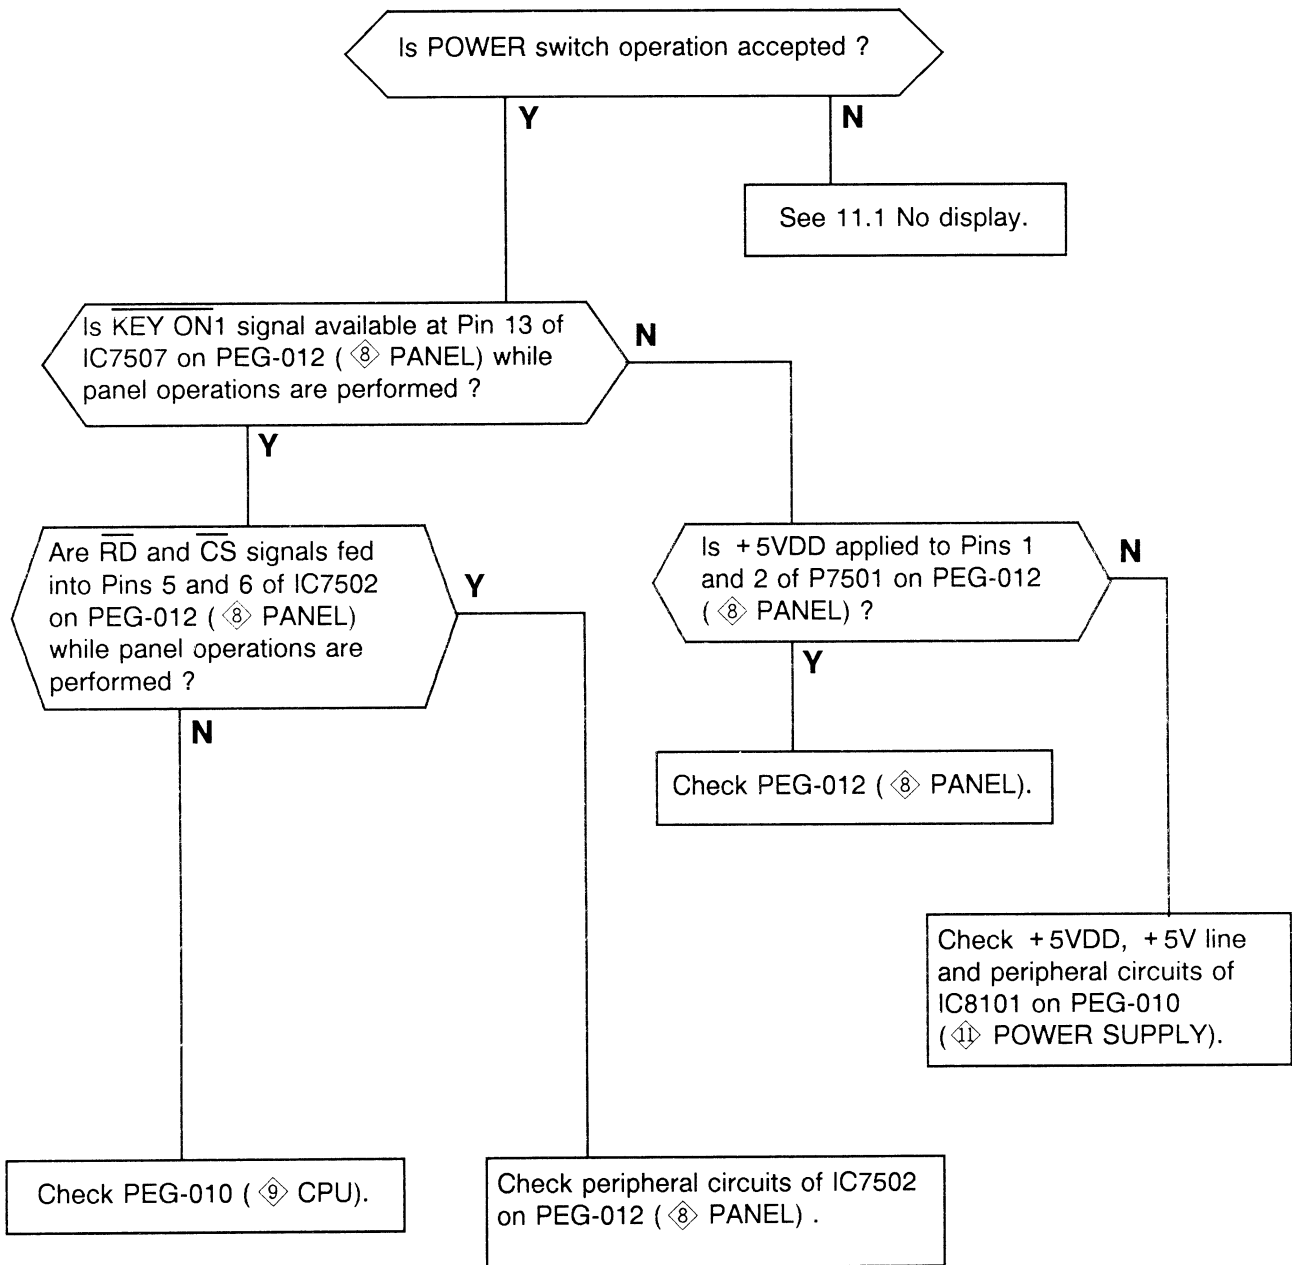 Is POWER switch operation accepted ?
Y
N
See 11.1 No display.
Is K̅E̅Y̅ O̅N̅1 signal available at Pin 13 of
IC7507 on PEG-012 ( 8 PANEL) while
panel operations are performed ?
N
Y
Are R̅D̅ and C̅S̅ signals fed
into Pins 5 and 6 of IC7502
on PEG-012 ( 8 PANEL)
while panel operations are
performed ?
Y
N
Is +5VDD applied to Pins 1
and 2 of P7501 on PEG-012
( 8 PANEL) ?
N
Y
Check PEG-012 ( 8 PANEL).
Check +5VDD, +5V line
and peripheral circuits of
IC8101 on PEG-010
( 11 POWER SUPPLY).
Check PEG-010 ( 9 CPU).
Check peripheral circuits of IC7502
on PEG-012 ( 8 PANEL) .